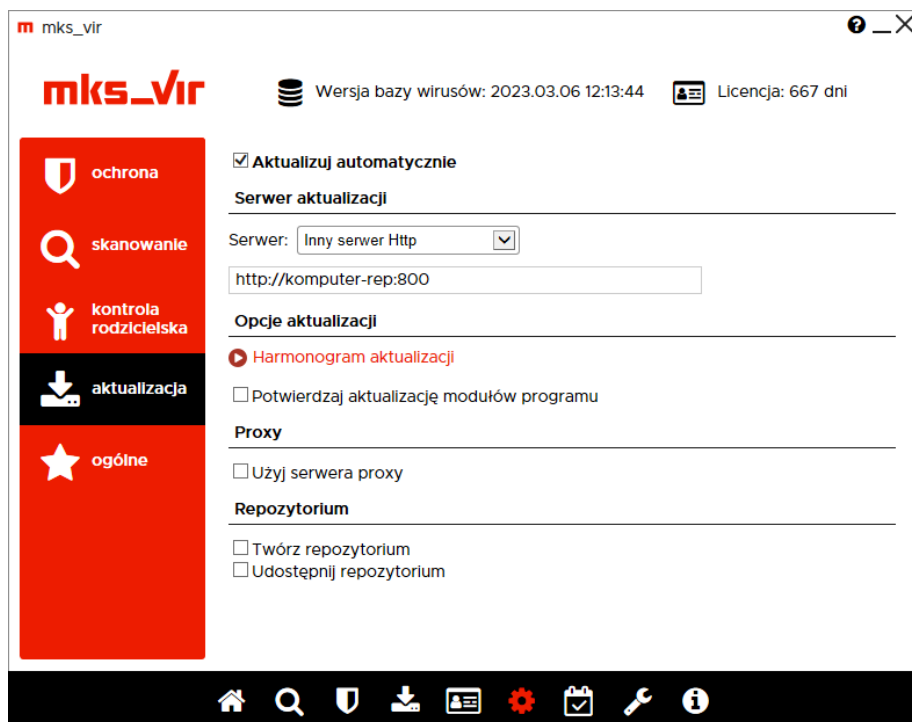 mks_vir
mks_vir
Wersja bazy wirusów: 2023.03.06 12:13:44
Licencja: 667 dni
ochrona
skanowanie
kontrola
rodzicielska
aktualizacja
ogólne
Aktualizuj automatycznie
Serwer aktualizacji
Serwer: Inny serwer Http
http://komputer-rep:800
Opcje aktualizacji
Harmonogram aktualizacji
Potwierdzaj aktualizację modułów programu
Proxy
Użyj serwera proxy
Repozytorium
Twórz repozytorium
Udostępnij repozytorium